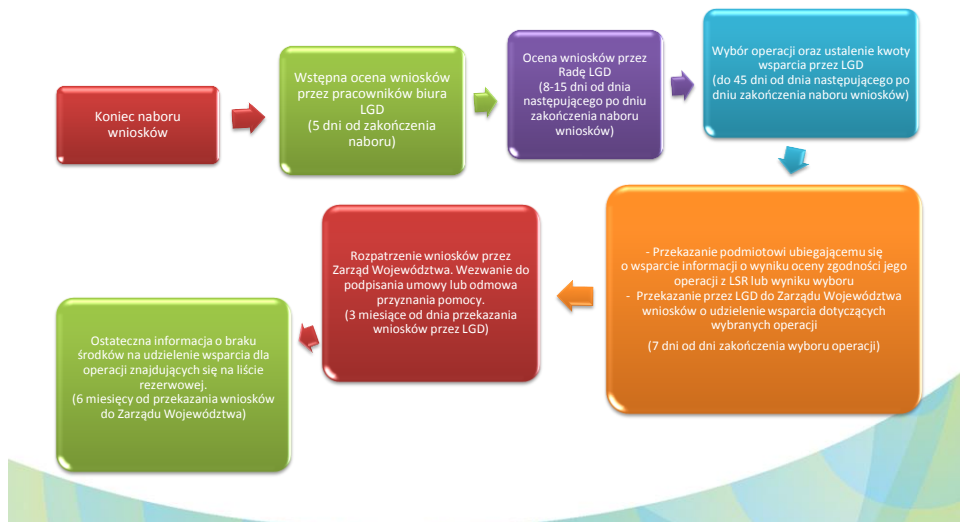 Koniec naboru
wniosków
Wstępna ocena wniosków
przez pracowników biura
LGD
(5 dni od zakończenia
naboru)
Ocena wniosków przez
Radę LGD
(8-15 dni od dnia
następującego po dniu
zakończenia naboru
wniosków)
Wybór operacji oraz ustalenie kwoty
wsparcia przez LGD
(do 45 dni od dnia następującego po
dniu zakończenia naboru wniosków)
- Przekazanie podmiotowi ubiegającemu się
o wsparcie informacji o wyniku oceny zgodności jego
operacji z LSR lub wyniku wyboru
- Przekazanie przez LGD do Zarządu Województwa
wniosków o udzielenie wsparcia dotyczących
wybranych operacji
(7 dni od dni zakończenia wyboru operacji)
Rozpatrzenie wniosków przez
Zarząd Województwa. Wezwanie do
podpisania umowy lub odmowa
przyznania pomocy.
(3 miesiące od dnia przekazania
wniosków przez LGD)
Ostateczna informacja o braku
środków na udzielenie wsparcia dla
operacji znajdujących się na liście
rezerwowej.
(6 miesięcy od przekazania wniosków
do Zarządu Województwa)